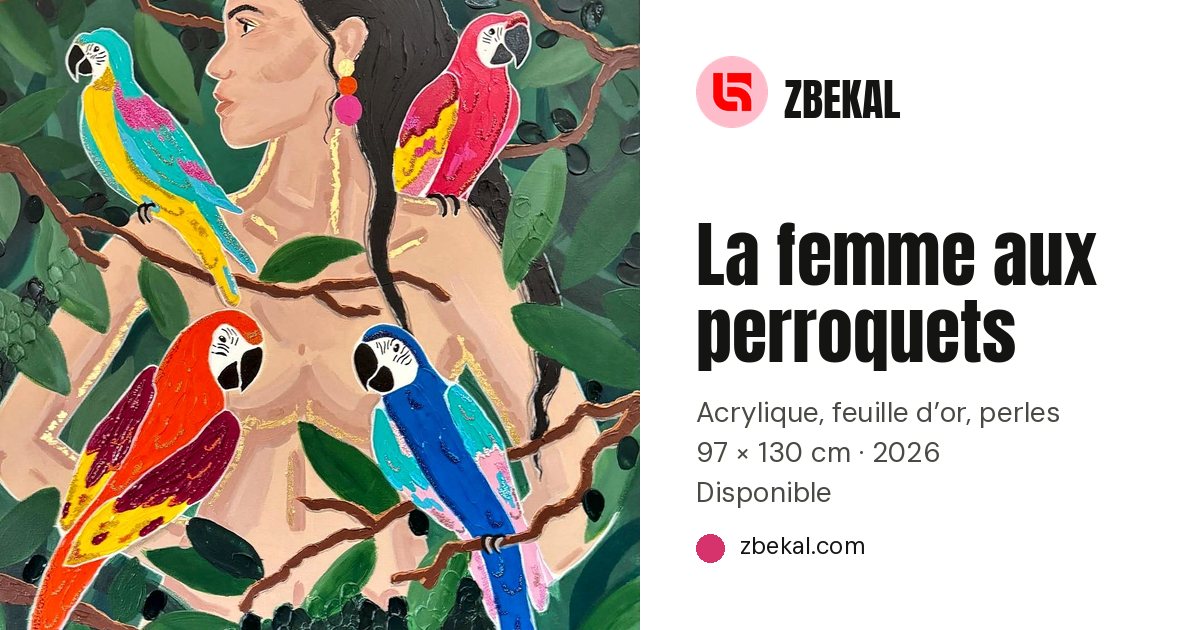 ZBEKAL
La femme aux
perroquets
Acrylique, feuille d’or, perles
97 × 130 cm · 2026
Disponible
zbekal.com